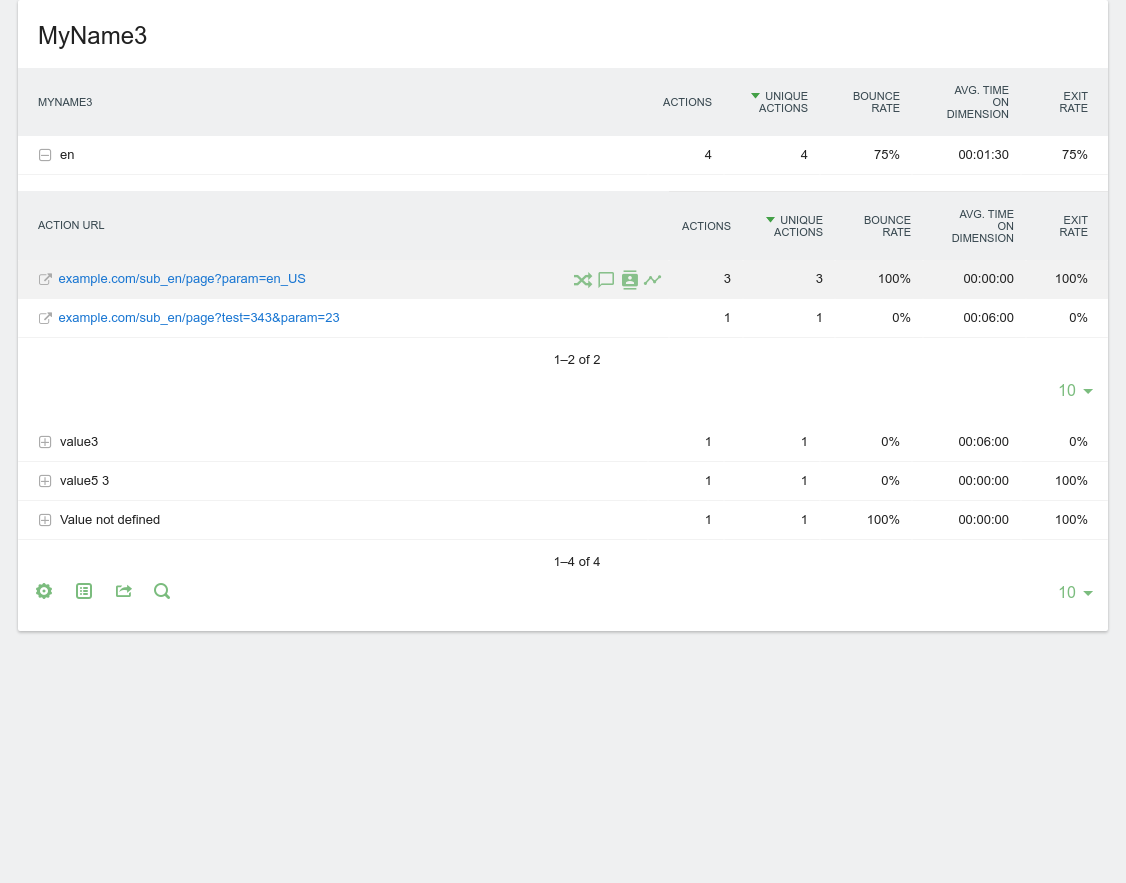 MyName3
MYNAME3 ACTIONS UNIQUE ACTIONS BOUNCE RATE AVG. TIME ON DIMENSION EXIT RATE
en 4 4 75% 00:01:30 75%
ACTION URL ACTIONS UNIQUE ACTIONS BOUNCE RATE AVG. TIME ON DIMENSION EXIT RATE
example.com/sub_en/page?param=en_US 3 3 100% 00:00:00 100%
example.com/sub_en/page?test=343&param=23 1 1 0% 00:06:00 0%
1–2 of 2
10
value3 1 1 0% 00:06:00 0%
value5 3 1 1 0% 00:00:00 100%
Value not defined 1 1 100% 00:00:00 100%
1–4 of 4
10